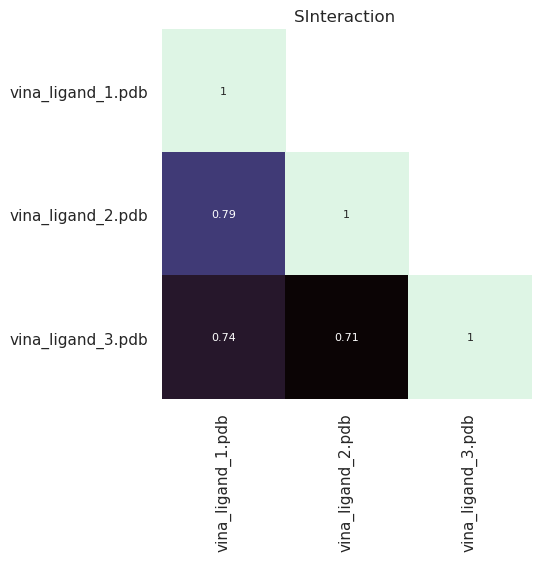 SInteraction
vina_ligand_1.pdb
1
vina_ligand_2.pdb
0.79
1
vina_ligand_3.pdb
0.74
0.71
1
vina_ligand_1.pdb
vina_ligand_2.pdb
vina_ligand_3.pdb